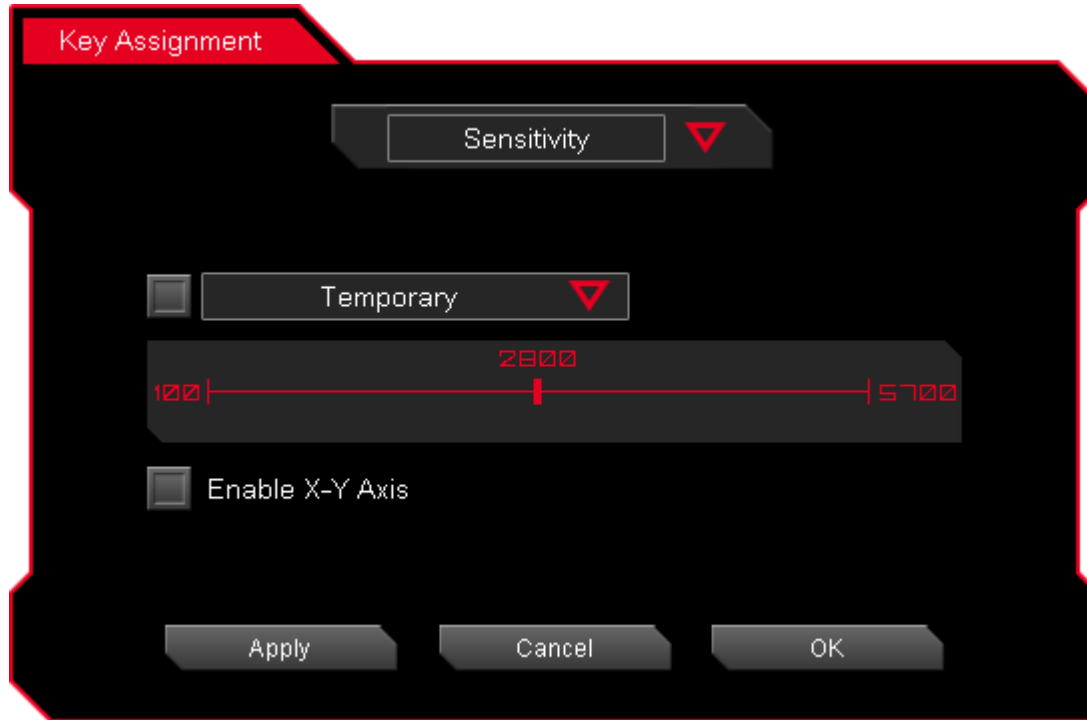 Key Assignment
Sensitivity
Temporary
2800
100 5700
Enable X-Y Axis
Apply Cancel OK